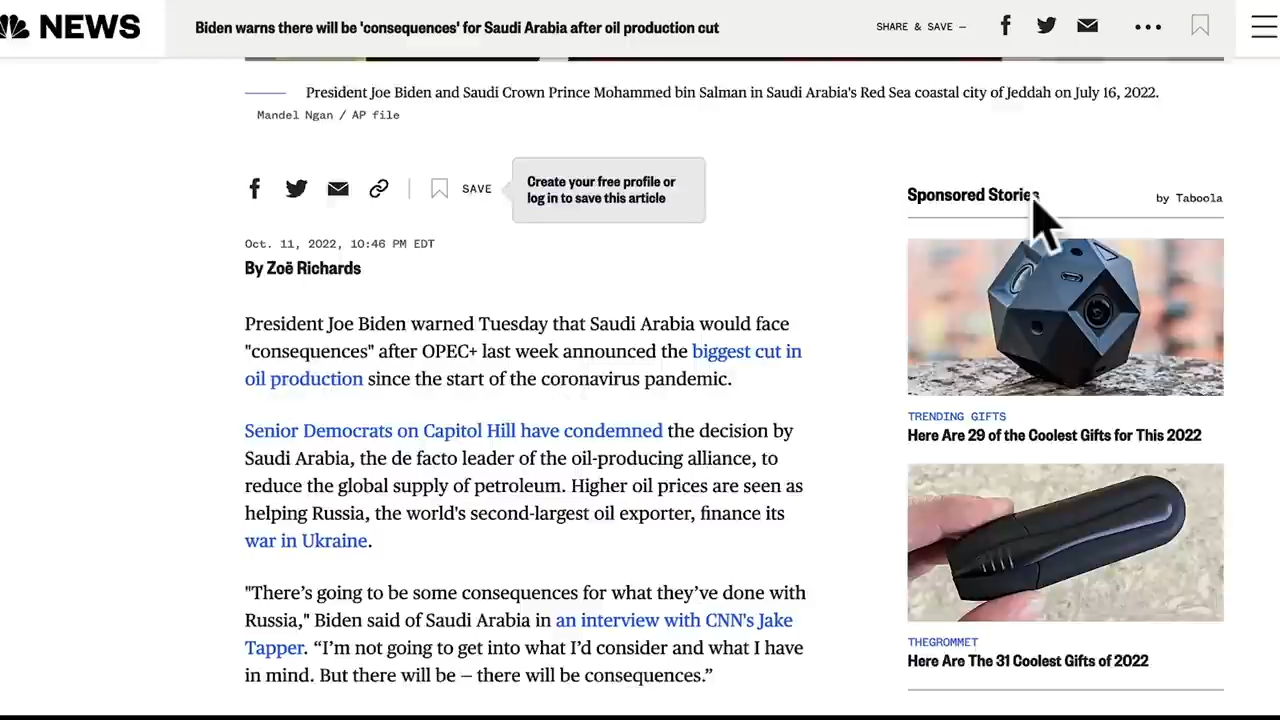 NEWS
Biden warns there will be 'consequences' for Saudi Arabia after oil production cut
SHARE & SAVE —
President Joe Biden and Saudi Crown Prince Mohammed bin Salman in Saudi Arabia's Red Sea coastal city of Jeddah on July 16, 2022.
Mandel Ngan / AP file
SAVE
Create your free profile or
log in to save this article
Oct. 11, 2022, 10:46 PM EDT
By Zoë Richards
President Joe Biden warned Tuesday that Saudi Arabia would face
"consequences" after OPEC+ last week announced the biggest cut in
oil production since the start of the coronavirus pandemic.
Senior Democrats on Capitol Hill have condemned the decision by
Saudi Arabia, the de facto leader of the oil-producing alliance, to
reduce the global supply of petroleum. Higher oil prices are seen as
helping Russia, the world's second-largest oil exporter, finance its
war in Ukraine.
"There's going to be some consequences for what they've done with
Russia," Biden said of Saudi Arabia in an interview with CNN's Jake
Tapper. “I'm not going to get into what I'd consider and what I have
in mind. But there will be — there will be consequences.”
Sponsored Stories
by Taboola
TRENDING GIFTS
Here Are 29 of the Coolest Gifts for This 2022
THEGROMMET
Here Are The 31 Coolest Gifts of 2022